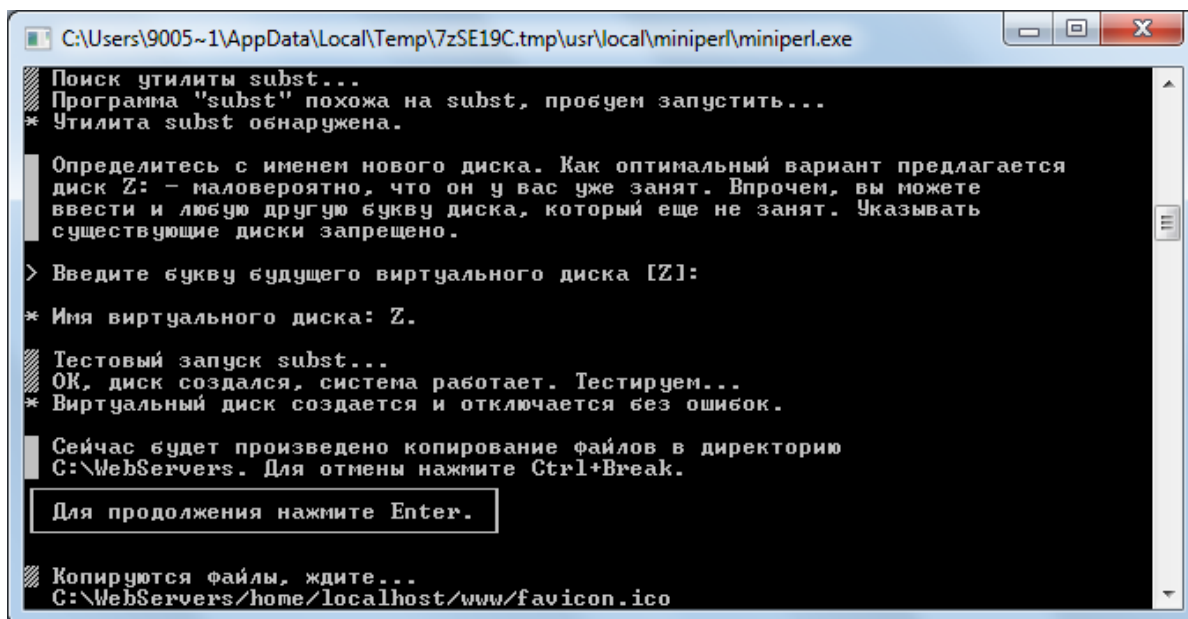 C:\Users\9005~1\AppData\Local\Temp\7zSE19C.tmp\usr\local\miniperl\miniperl.exe
Поиск утилиты subst...
Программа "subst" похожа на subst, пробуем запустить...
* Утилита subst обнаружена.
Определитесь с именем нового диска. Как оптимальный вариант предлагается
диск Z: - маловероятно, что он у вас уже занят. Впрочем, вы можете
ввести и любую другую букву диска, который еще не занят. Указывать
существующие диски запрещено.
> Введите букву будущего виртуального диска [Z]:
* Имя виртуального диска: Z.
Тестовый запуск subst...
ОК, диск создался, система работает. Тестируем...
* Виртуальный диск создается и отключается без ошибок.
Сейчас будет произведено копирование файлов в директорию
C:\WebServers. Для отмены нажмите Ctrl+Break.
Для продолжения нажмите Enter.
Копируются файлы, ждите...
C:\WebServers/home/localhost/www/favicon.ico